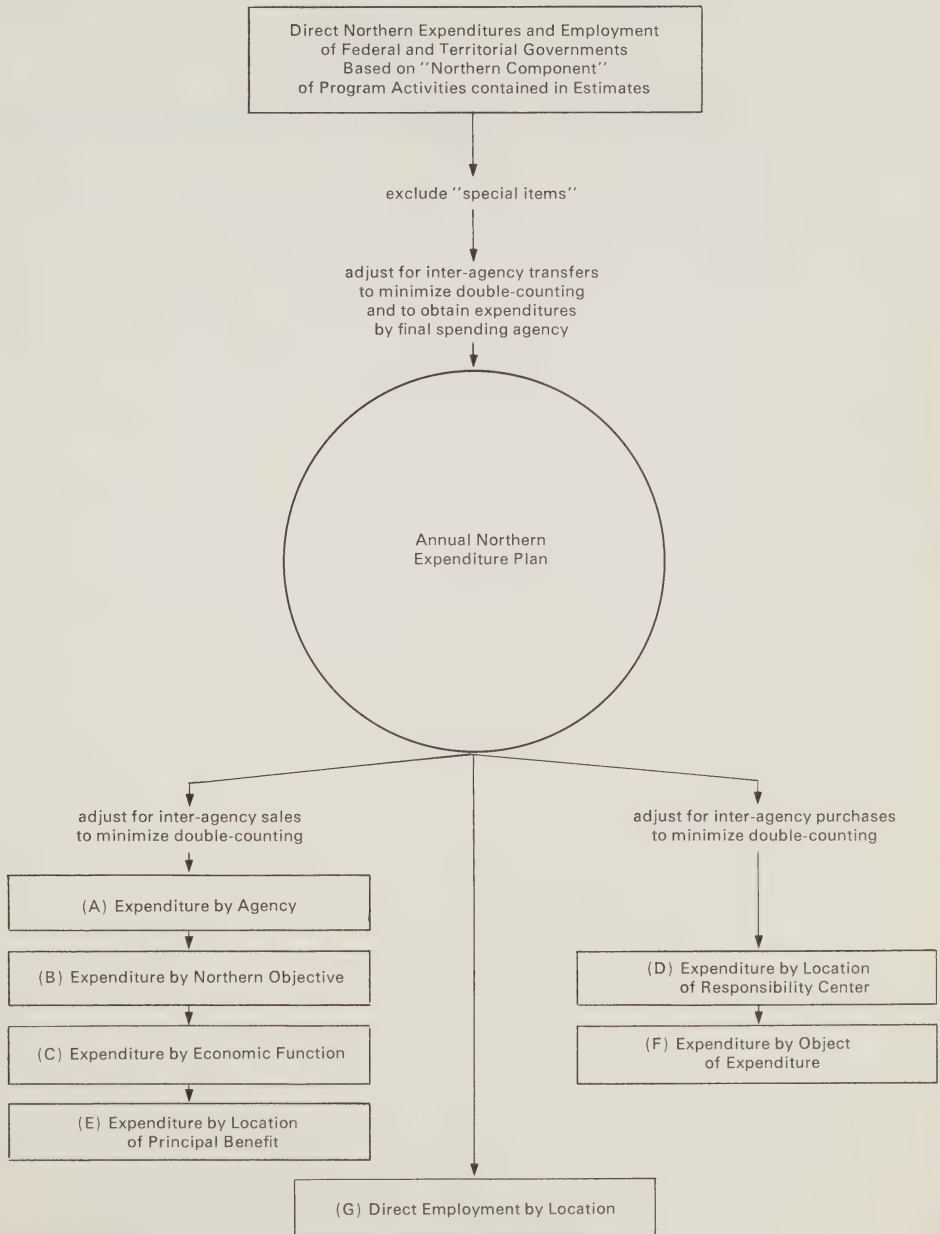 Direct Northern Expenditures and Employment
of Federal and Territorial Governments
Based on "Northern Component"
of Program Activities contained in Estimates
exclude "special items"
adjust for inter-agency transfers
to minimize double-counting
and to obtain expenditures
by final spending agency
Annual Northern
Expenditure Plan
adjust for inter-agency sales
to minimize double-counting
(A) Expenditure by Agency
(B) Expenditure by Northern Objective
(C) Expenditure by Economic Function
(E) Expenditure by Location
of Principal Benefit
adjust for inter-agency purchases
to minimize double-counting
(D) Expenditure by Location
of Responsibility Center
(F) Expenditure by Object
of Expenditure
(G) Direct Employment by Location